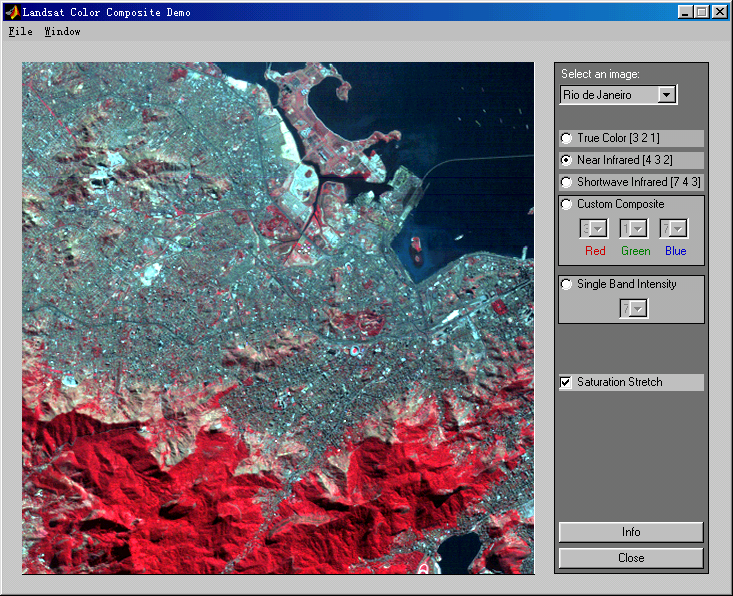 Landsat Color Composite Demo
File Window
Select an image:
Rio de Janeiro
True Color [3 2 1]
Near Infrared [4 3 2]
Shortwave Infrared [7 4 3]
Custom Composite
3 1 7
Red Green Blue
Single Band Intensity
7
Saturation Stretch
Info
Close